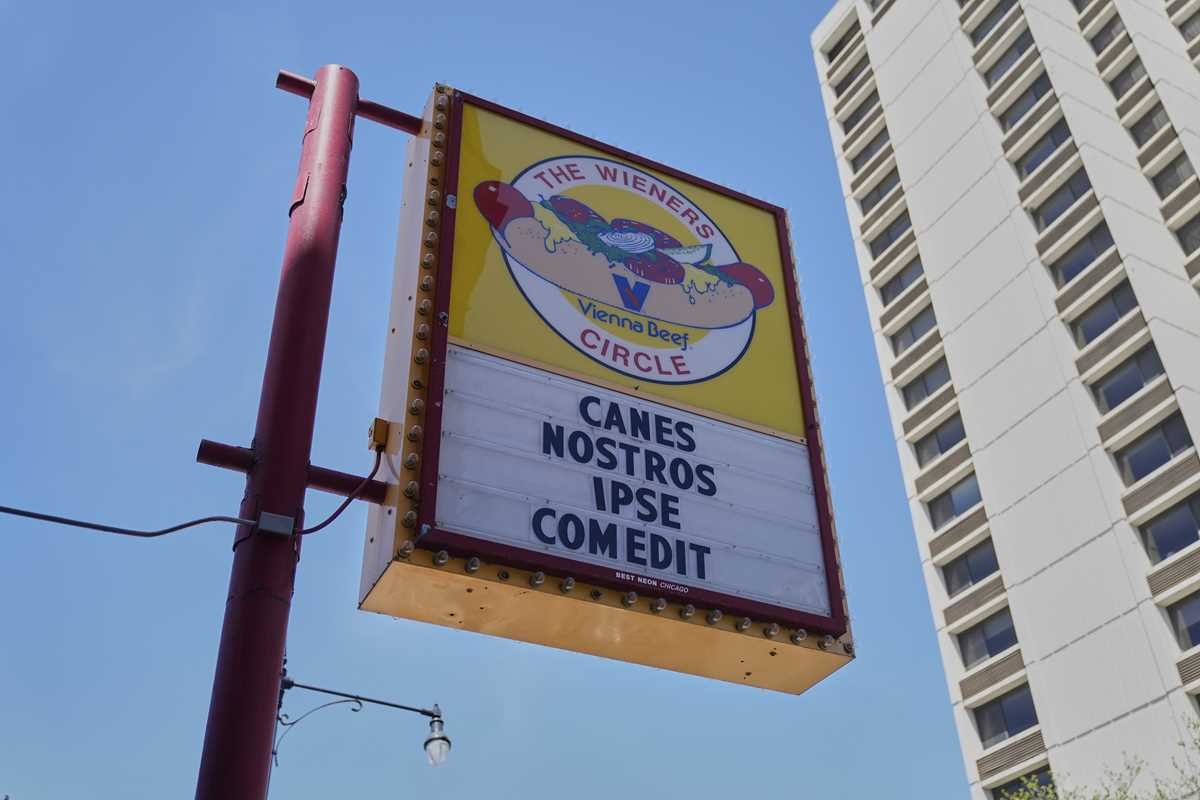 THE WIENERS
V
Vienna Beef
CIRCLE
CANES
NOSTROS
IPSE
COMEDIT
BEST NEON CHICAGO